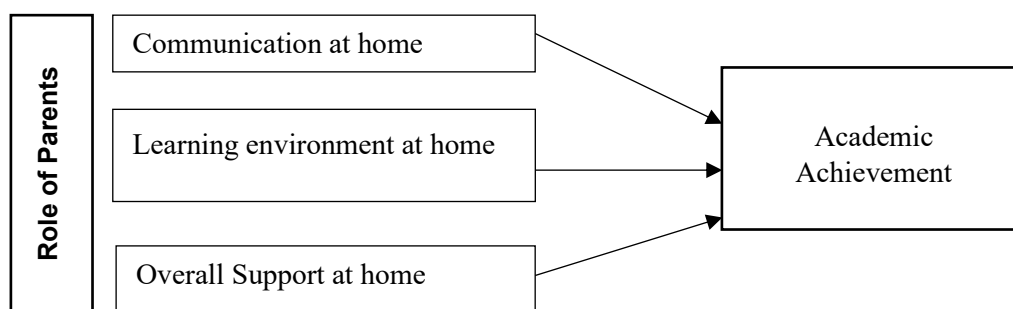 Role of Parents
Communication at home
Learning environment at home
Overall Support at home
Academic
Achievement